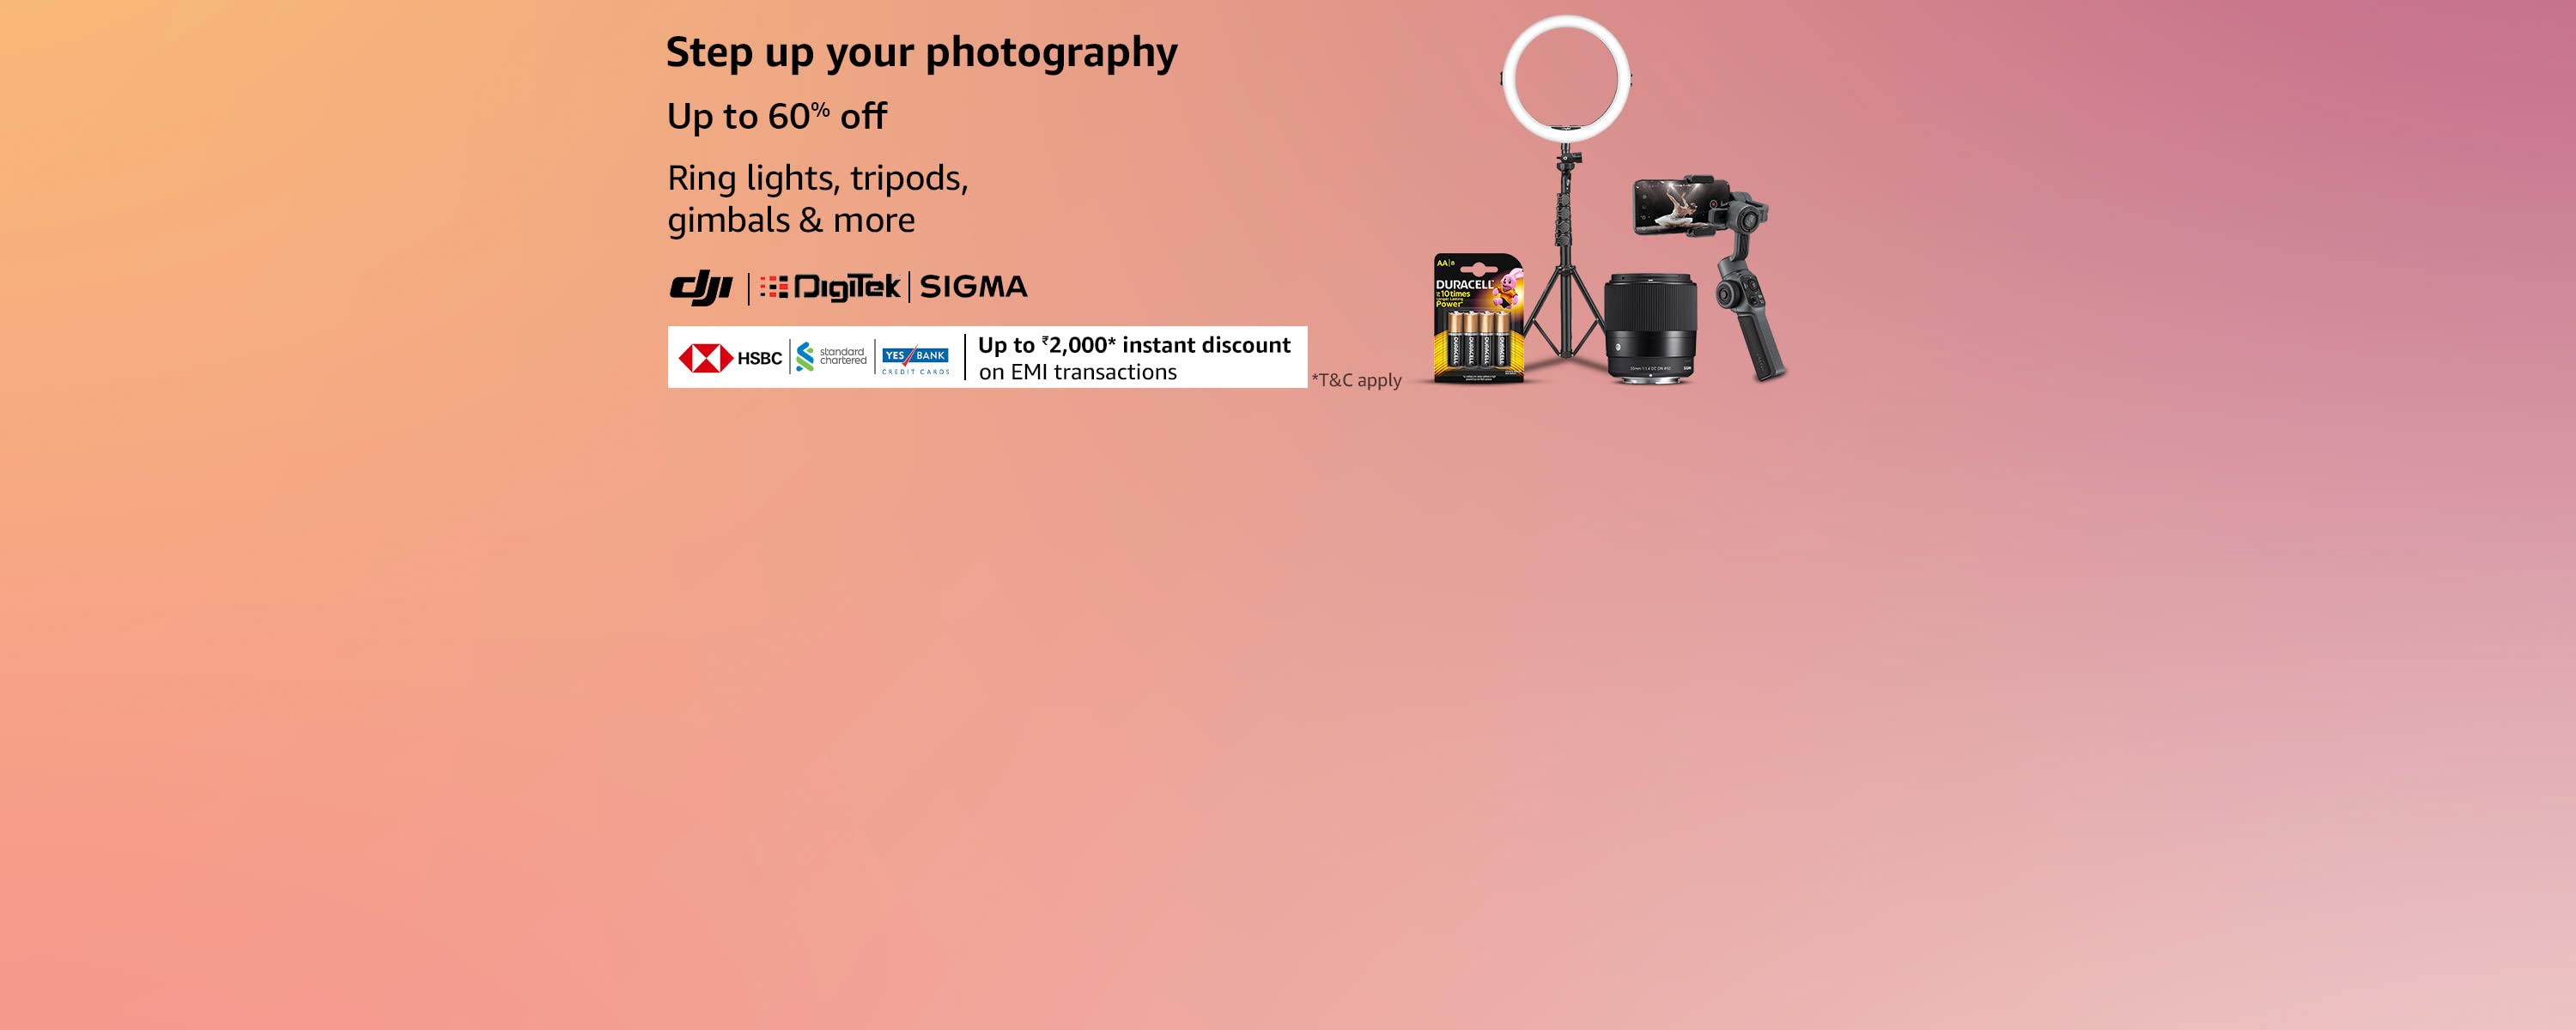 Step up your photography
Up to 60% off
Ring lights, tripods,
gimbals & more
dji | DigiTek | SIGMA
HSBC
standard
chartered
YES BANK
CREDIT CARDS
Up to ₹2,000* instant discount
on EMI transactions
*T&C apply
AA|8
DURACELL
10times
Power
DURACELL DURACELL DURACELL DURACELL